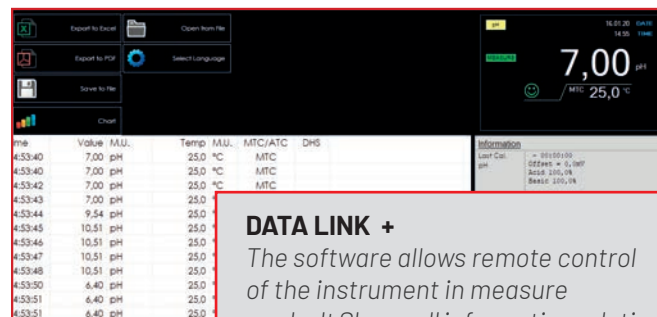 Export to Excel
Open from File
Export to PDF
Select Language
Save to File
Chart
pH
16.01.20 DATE
14:55 TIME
MEASURE
7,00 pH
MTC 25,0 °C
me Value M.U. Temp M.U. MTC/ATC DHS
4:53:40 7,00 pH 25,0 °C MTC
4:53:40 7,00 pH 25,0 °C MTC
4:53:42 7,00 pH 25,0 °C MTC
4:53:43 7,00 pH 25,0
4:53:44 9,54 pH 25,0
4:53:45 10,51 pH 25,0
4:53:46 10,51 pH 25,0
4:53:47 10,51 pH 25,0
4:53:48 10,51 pH 25,0
4:53:50 6,40 pH 25,0
4:53:51 6,40 pH 25,0
4:53:51 6,40 pH 25,0
Information
Last Cal. = 00:00:00
pH Offset = 0,0mV
Acid 100,0%
Basic 100,0%
DATA LINK +
The software allows remote control
of the instrument in measure